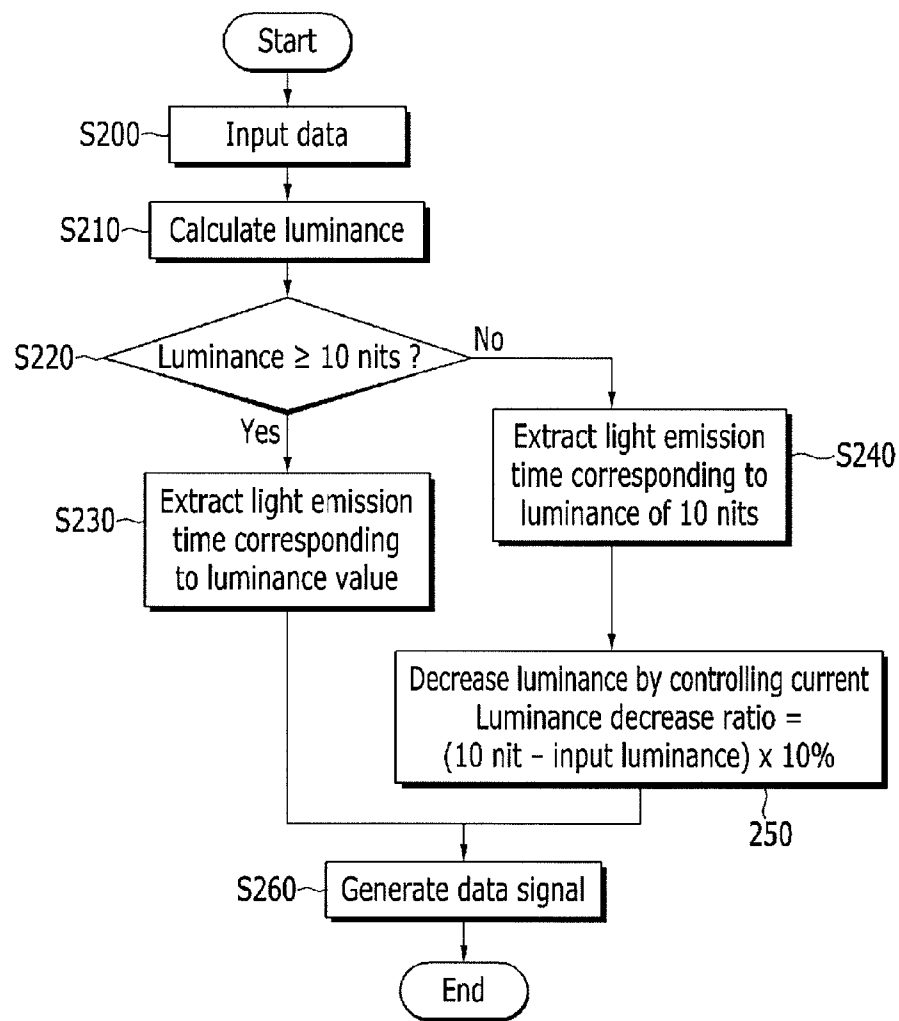 Start
S200
Input data
S210
Calculate luminance
S220
Luminance ≥ 10 nits ?
No
Yes
S230
Extract light emission
time corresponding
to luminance value
Extract light emission
time corresponding to
luminance of 10 nits
S240
Decrease luminance by controlling current
Luminance decrease ratio =
(10 nit – input luminance) x 10%
250
S260
Generate data signal
End